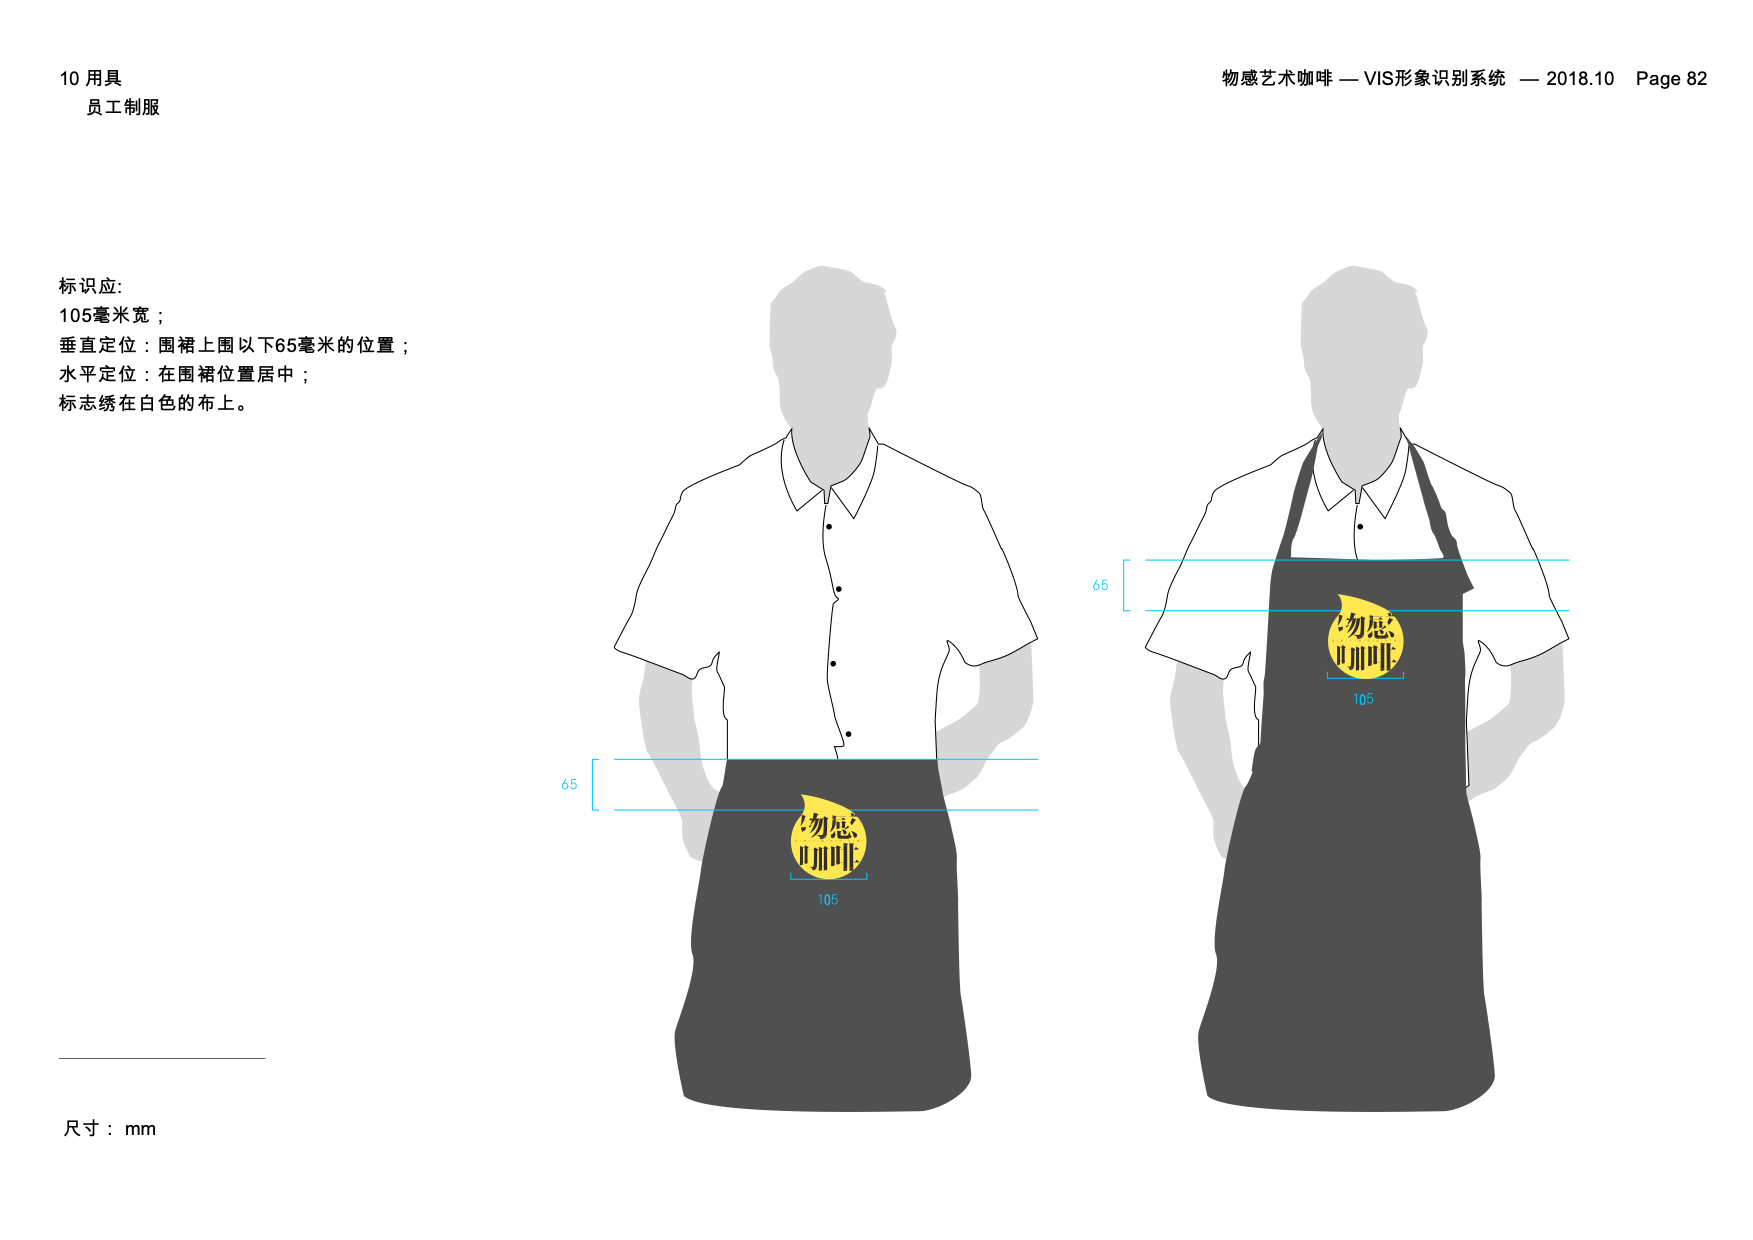 10 用具
员工制服
物感艺术咖啡 — VIS形象识别系统 — 2018.10 Page 82
标识应:
105毫米宽；
垂直定位：围裙上围以下65毫米的位置；
水平定位：在围裙位置居中；
标志绣在白色的布上。
65
物感
咖啡
105
65
物感
咖啡
105
尺寸： mm